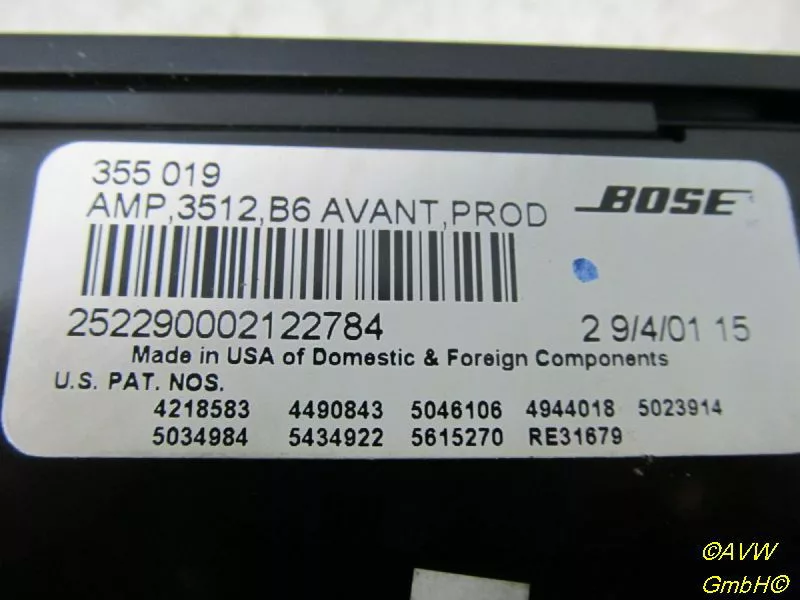 355 019
AMP,3512,B6 AVANT,PROD
BOSE
252290002122784
2 9/4/01 15
Made in USA of Domestic & Foreign Components
U.S. PAT. NOS.
4218583 4490843 5046106 4944018 5023914
5034984 5434922 5615270 RE31679
©AVW
GmbH©